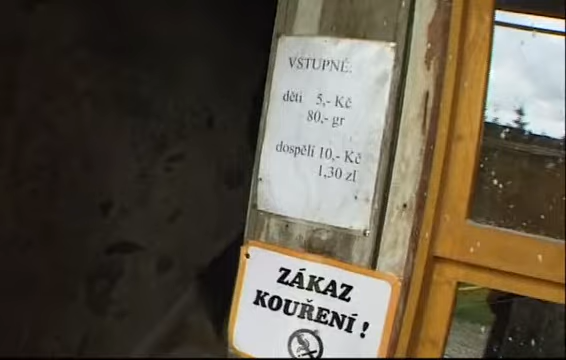 VSTUPNÉ:
děti 5,- Kč
80,- gr
dospělí 10,- Kč
1,30 zl
ZÁKAZ
KOUŘENÍ !